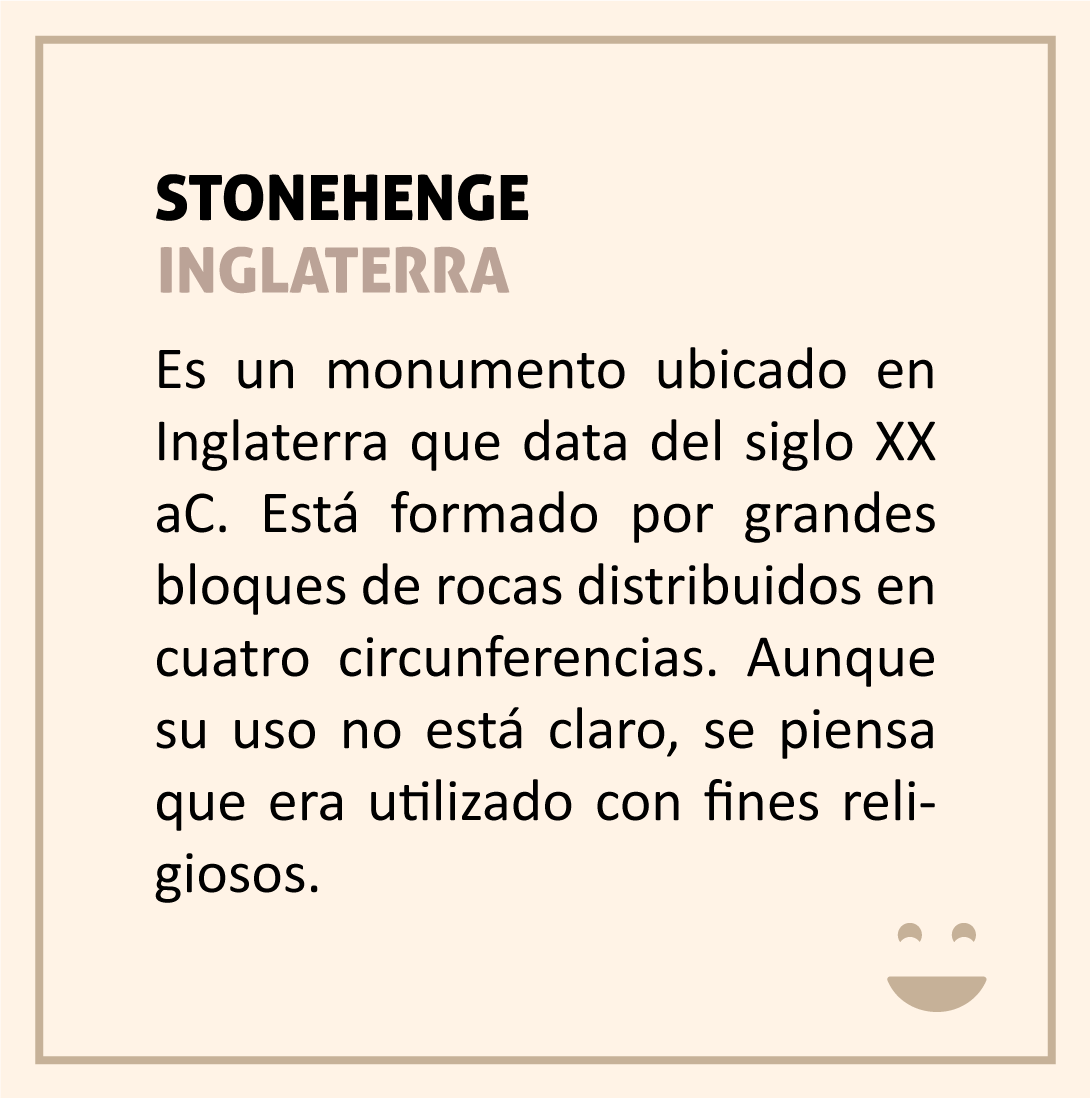 STONEHENGE
INGLATERRA
Es un monumento ubicado en
Inglaterra que data del siglo XX
aC. Está formado por grandes
bloques de rocas distribuidos en
cuatro circunferencias. Aunque
su uso no está claro, se piensa
que era utilizado con fines reli-
giosos.